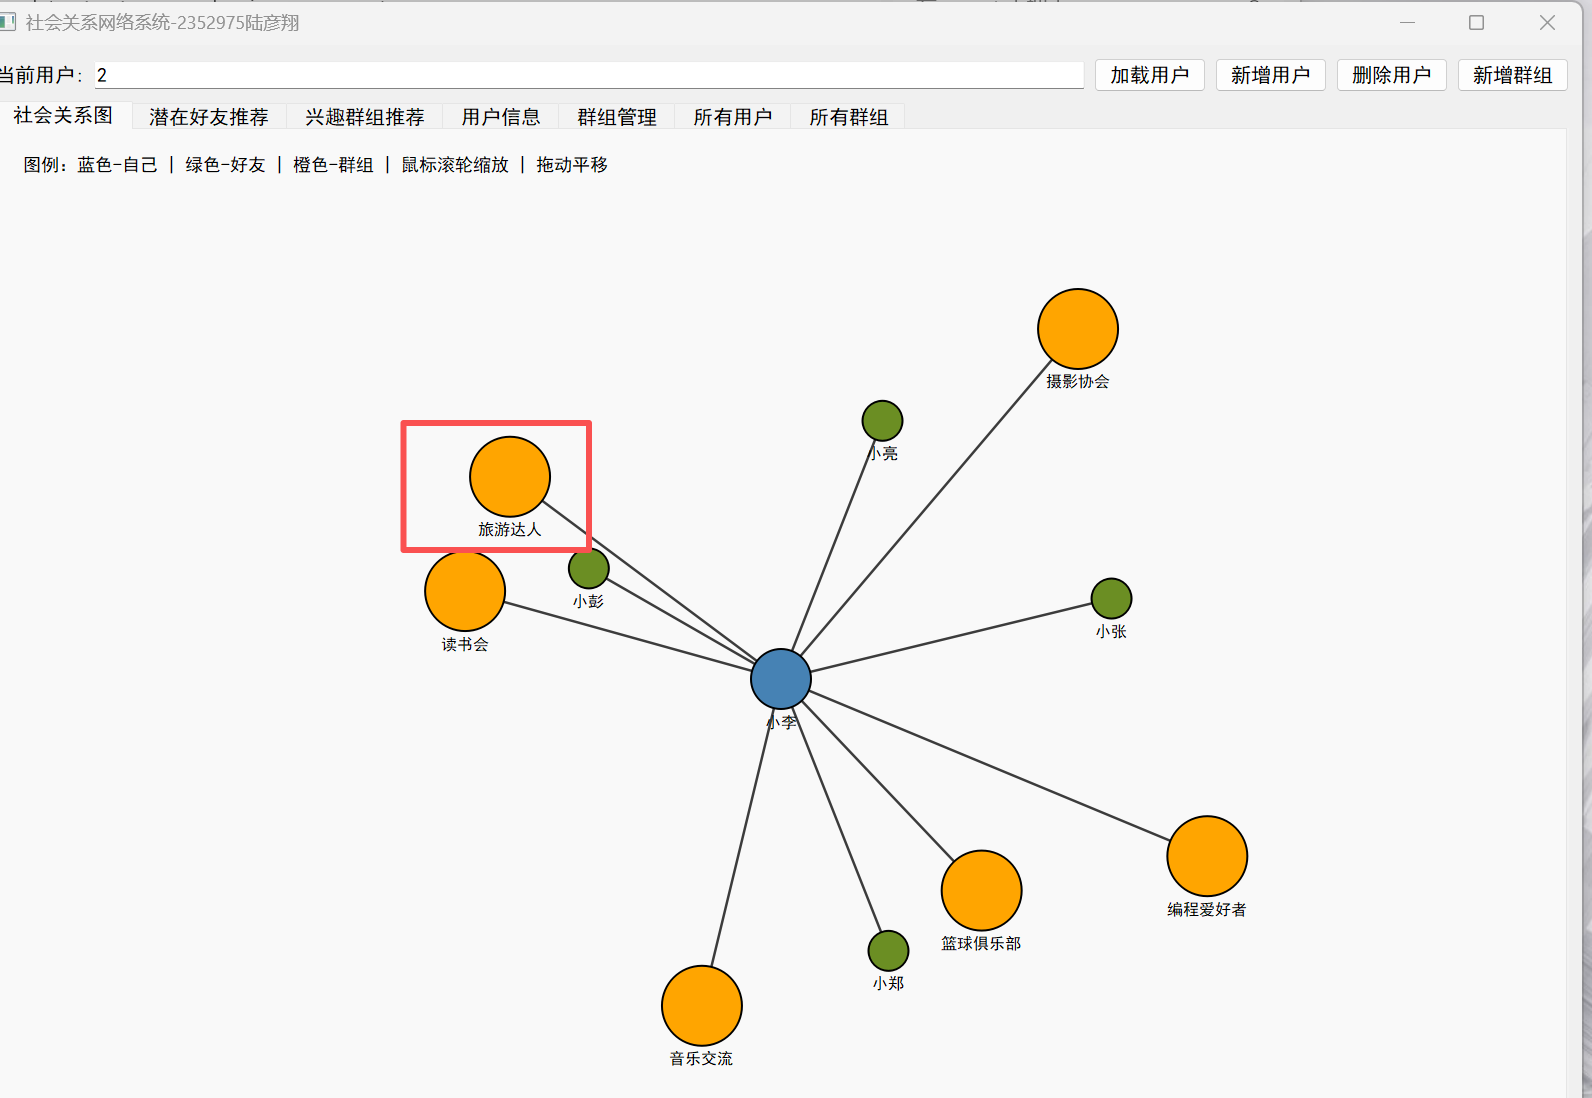 社会关系网络系统-2352975陆彦翔
当前用户: 2 加载用户 新增用户 删除用户 新增群组
社会关系图 潜在好友推荐 兴趣群组推荐 用户信息 群组管理 所有用户 所有群组
图例: 蓝色-自己 | 绿色-好友 | 橙色-群组 | 鼠标滚轮缩放 | 拖动平移
摄影协会
小亮
旅游达人
小彭
小张
读书会
小李
编程爱好者
篮球俱乐部
小郑
音乐交流